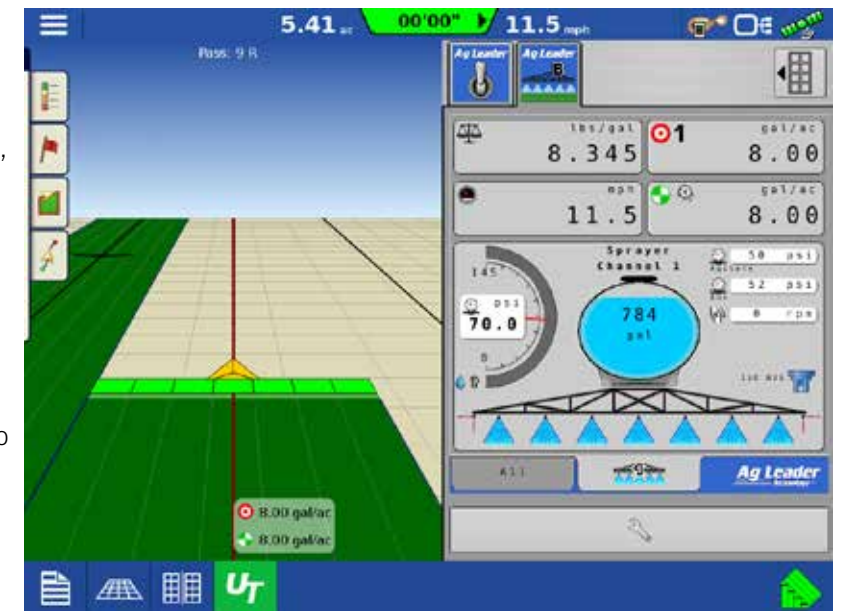 5.41 ac 00'00" 11.5 mph
Pass: 9 R
Ag Leader Ag Leader
B
lbs/gal
8.345
1 gal/ac
8.00
mph
11.5
gal/ac
8.00
Sprayer
Channel 1
145
psi
70.0
0
784
gal
50 psi
52 psi
0 rpm
,
o
8.00 gal/ac
8.00 gal/ac
All
Ag Leader
UT